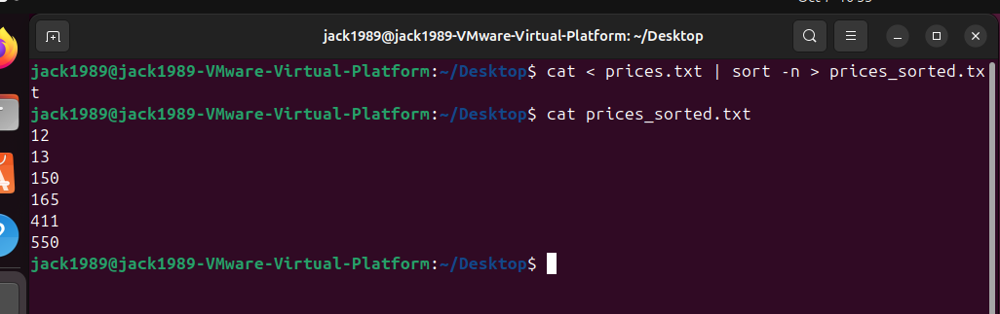 jack1989@jack1989-VMware-Virtual-Platform: ~/Desktop
jack1989@jack1989-VMware-Virtual-Platform:~/Desktop$ cat < prices.txt | sort -n > prices_sorted.tx
t
jack1989@jack1989-VMware-Virtual-Platform:~/Desktop$ cat prices_sorted.txt
12
13
150
165
411
550
jack1989@jack1989-VMware-Virtual-Platform:~/Desktop$